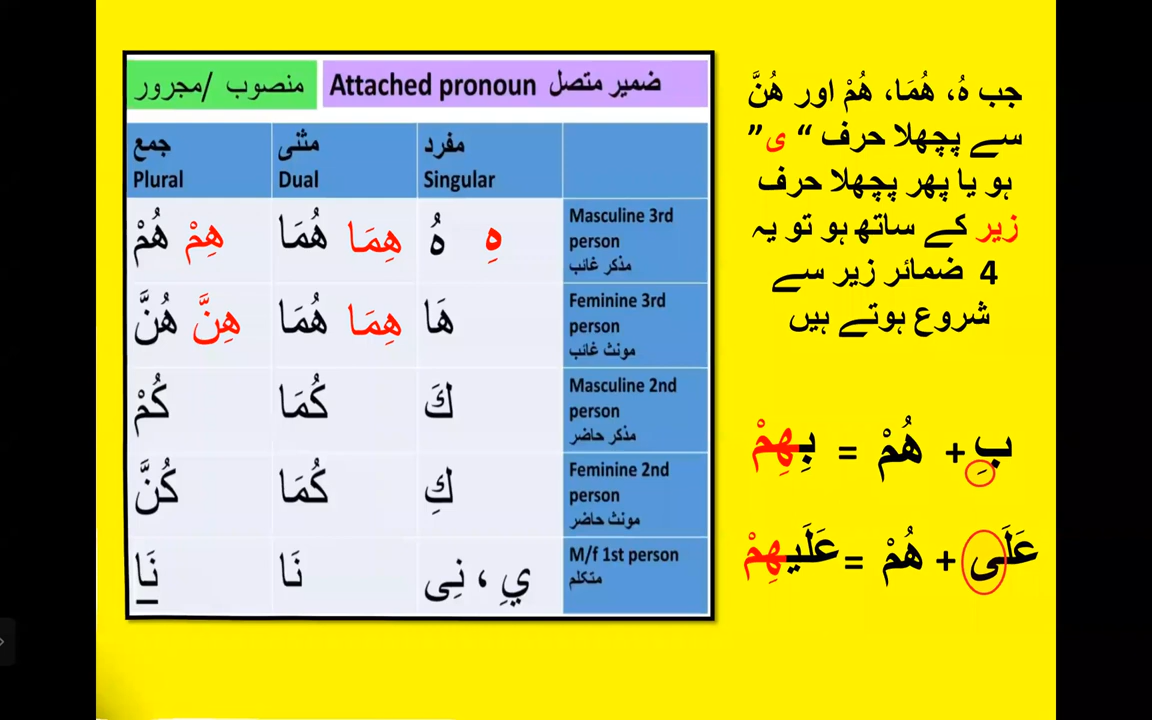 منصوب /مجرور
Attached pronoun ضمیر متصل
جمع مثنی مفرد
Plural Dual Singular
هُمْ هِمْ هُمَا هِمَا هُ هِ Masculine 3rd person مذکر غائب
هُنَّ هِنَّ هُمَا هِمَا هَا Feminine 3rd person مونث غائب
كُمْ كُمَا كَ Masculine 2nd person مذکر حاضر
كُنَّ كُمَا كِ Feminine 2nd person مونث حاضر
نَا نَا يِ ، نِی M/f 1st person متکلم
جب هُ، هُمَا، هُمْ اور هُنَّ
سے پچھلا حرف “ی”
ہو یا پھر پچھلا حرف
زیر کے ساتھ ہو تو یہ
4 ضمائر زیر سے
شروع ہوتے ہیں
بِ + هُمْ = بِهِمْ
عَلَى + هُمْ = عَلَيهِمْ